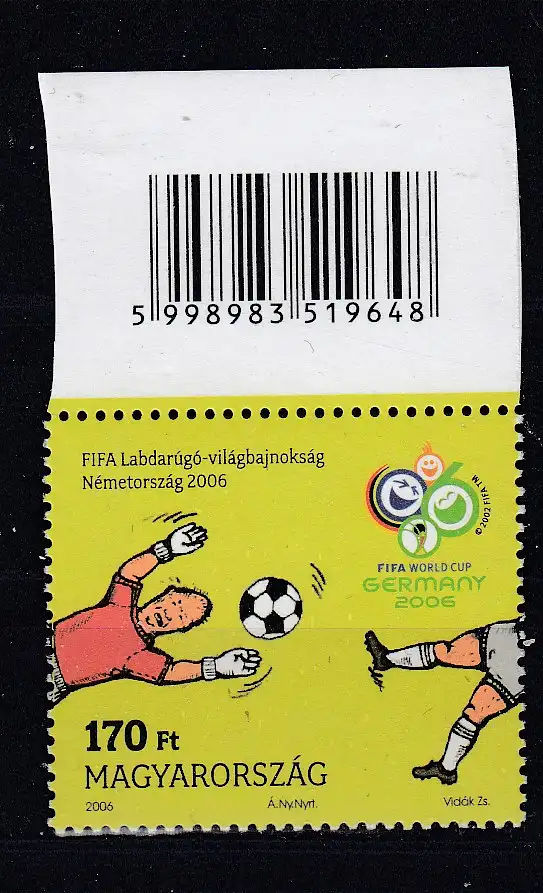 5 998983 519648
FIFA Labdarúgó-világbajnokság
Németország 2006
© 2002 FIFA TM
FIFA WORLD CUP
GERMANY
2006
170 Ft
MAGYARORSZÁG
2006 Á.Ny.Nyrt. Vidák Zs.